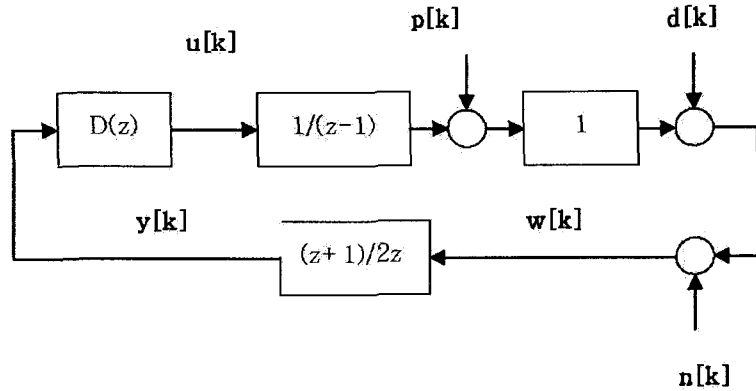 p[k]
d[k]
u[k]
D(z)
1/(z-1)
1
y[k]
w[k]
(z+1)/2z
n[k]